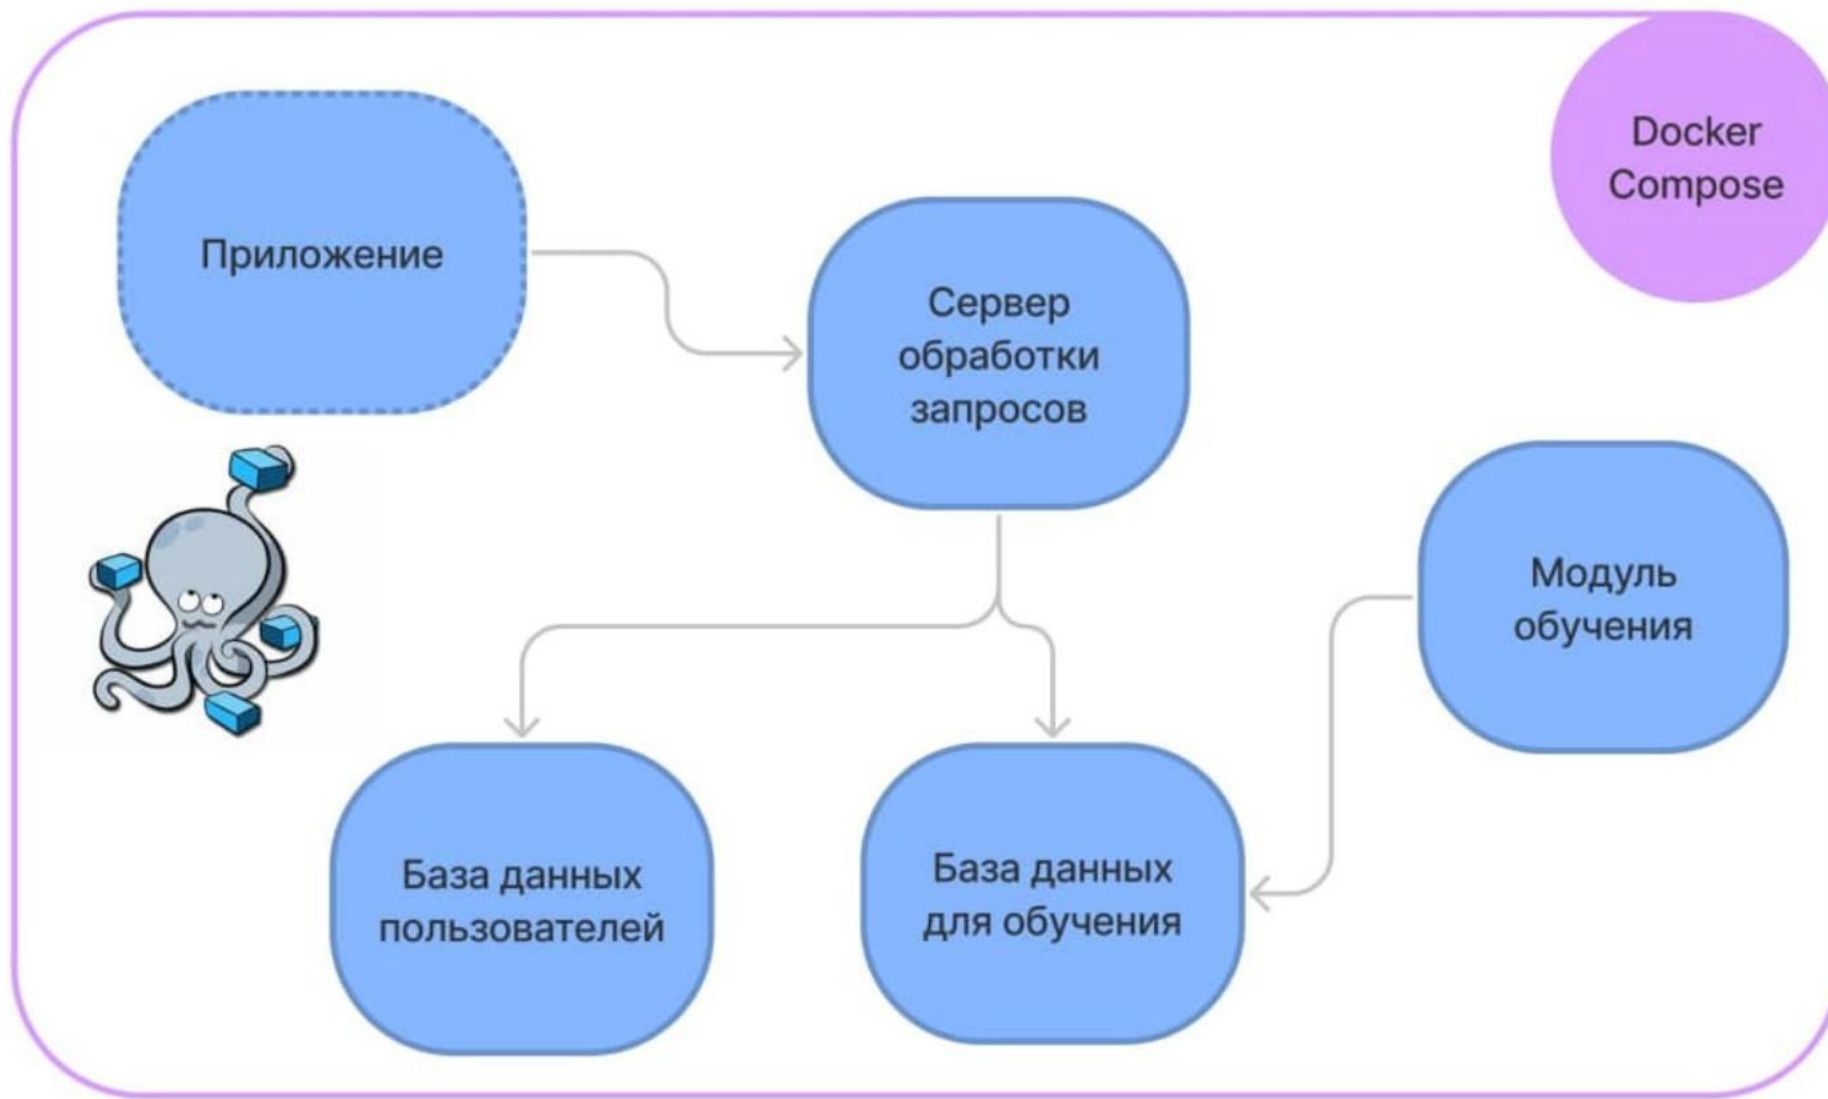 Docker
Compose
Приложение
Сервер
обработки
запросов
Модуль
обучения
База данных
пользователей
База данных
для обучения